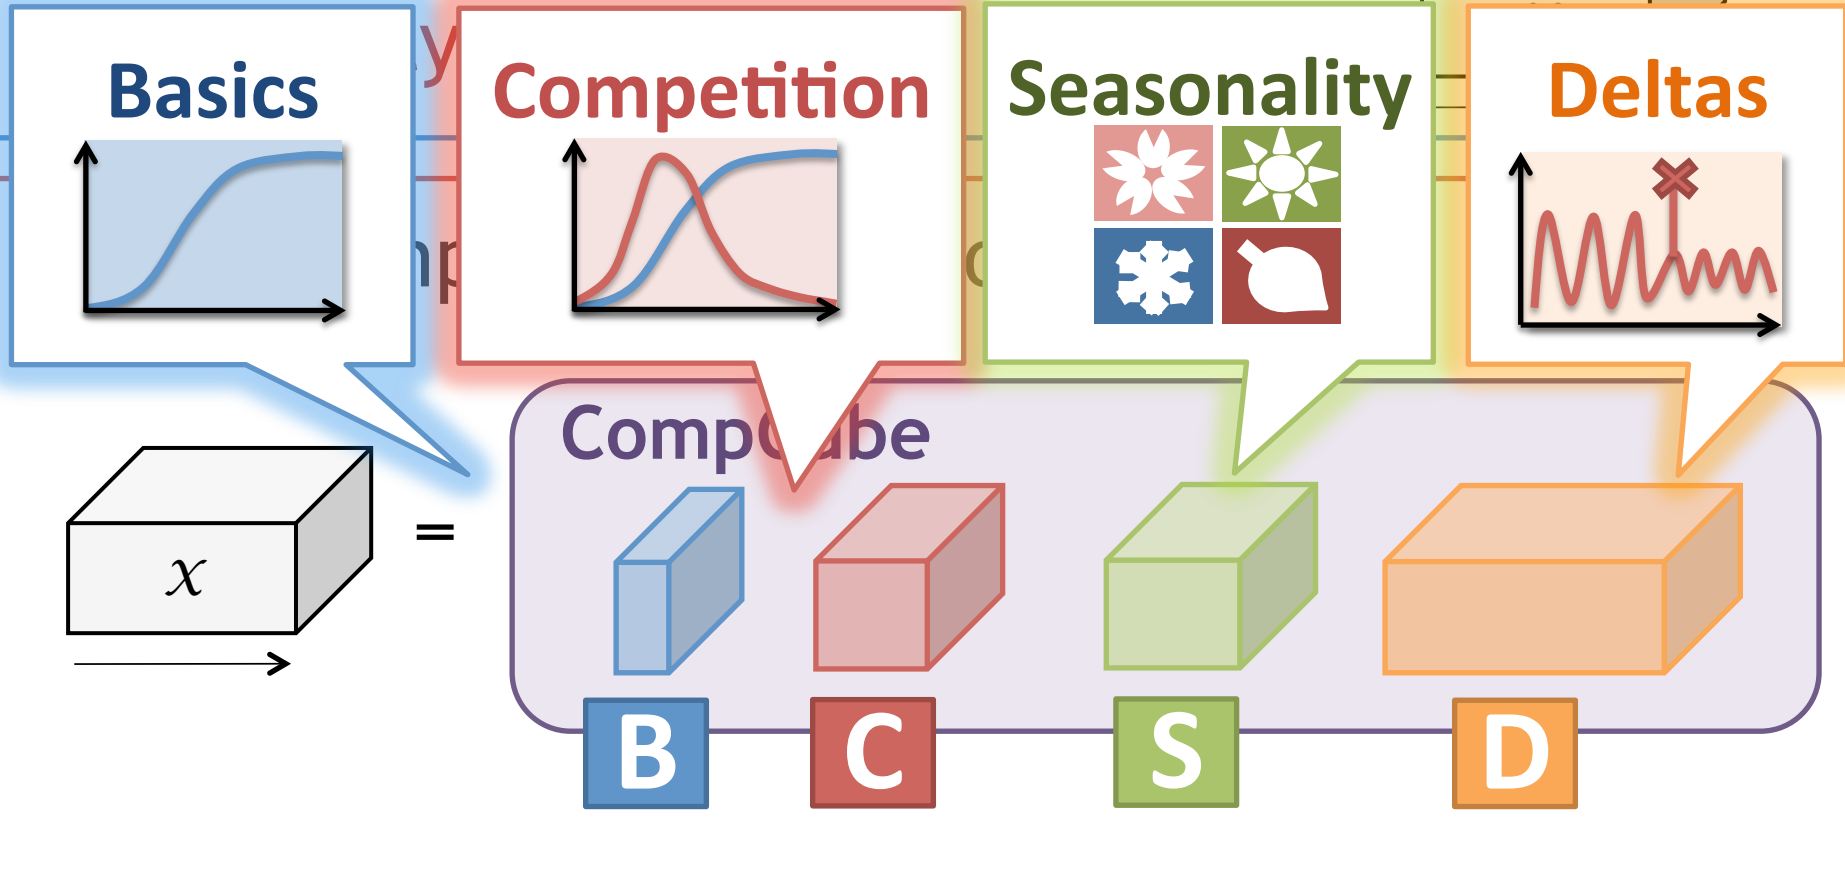 Basics
Competition
Seasonality
Deltas
CompCube
x
=
B
C
S
D